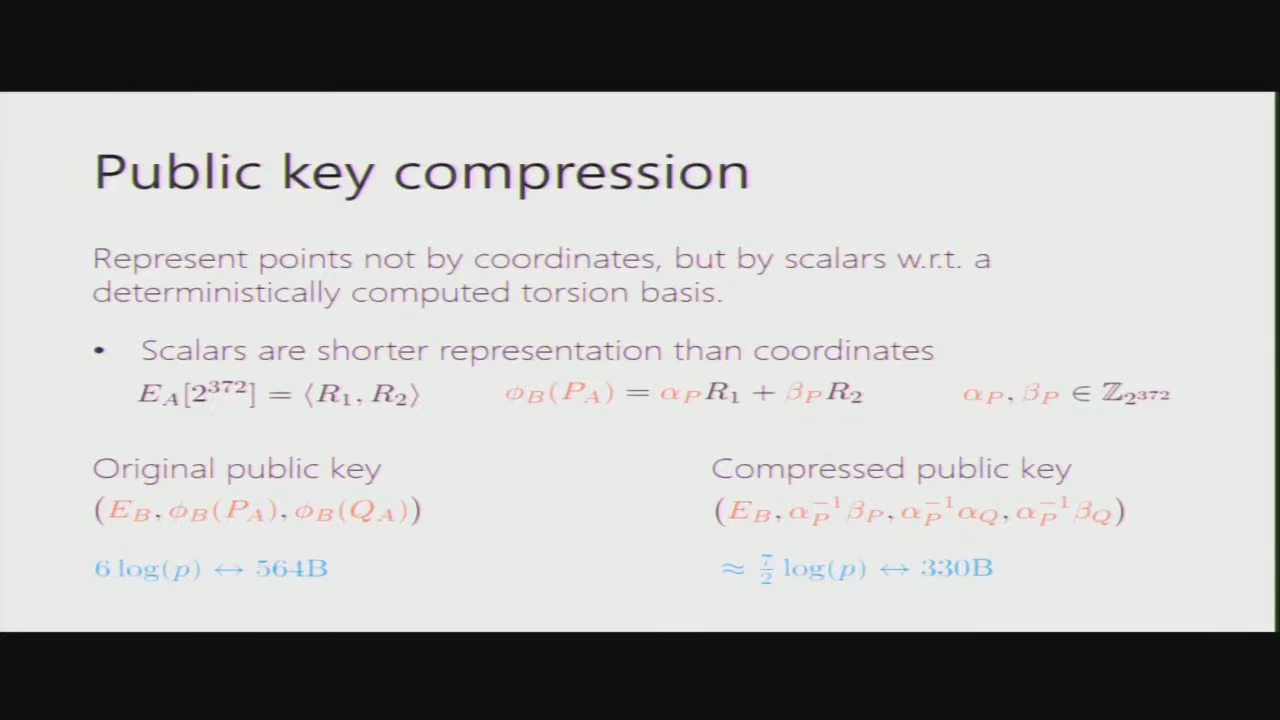 Public key compression
Represent points not by coordinates, but by scalars w.r.t. a
deterministically computed torsion basis.
• Scalars are shorter representation than coordinates
E_A[2^{372}] = ⟨R_1, R_2⟩ ϕ_B(P_A) = α_P R_1 + β_P R_2 α_P, β_P ∈ ℤ_{2^{372}}
Original public key Compressed public key
(E_B, ϕ_B(P_A), ϕ_B(Q_A)) (E_B, α_P^{-1}β_P, α_P^{-1}α_Q, α_P^{-1}β_Q)
6 log(p) ↔ 564B ≈ 7/2 log(p) ↔ 330B